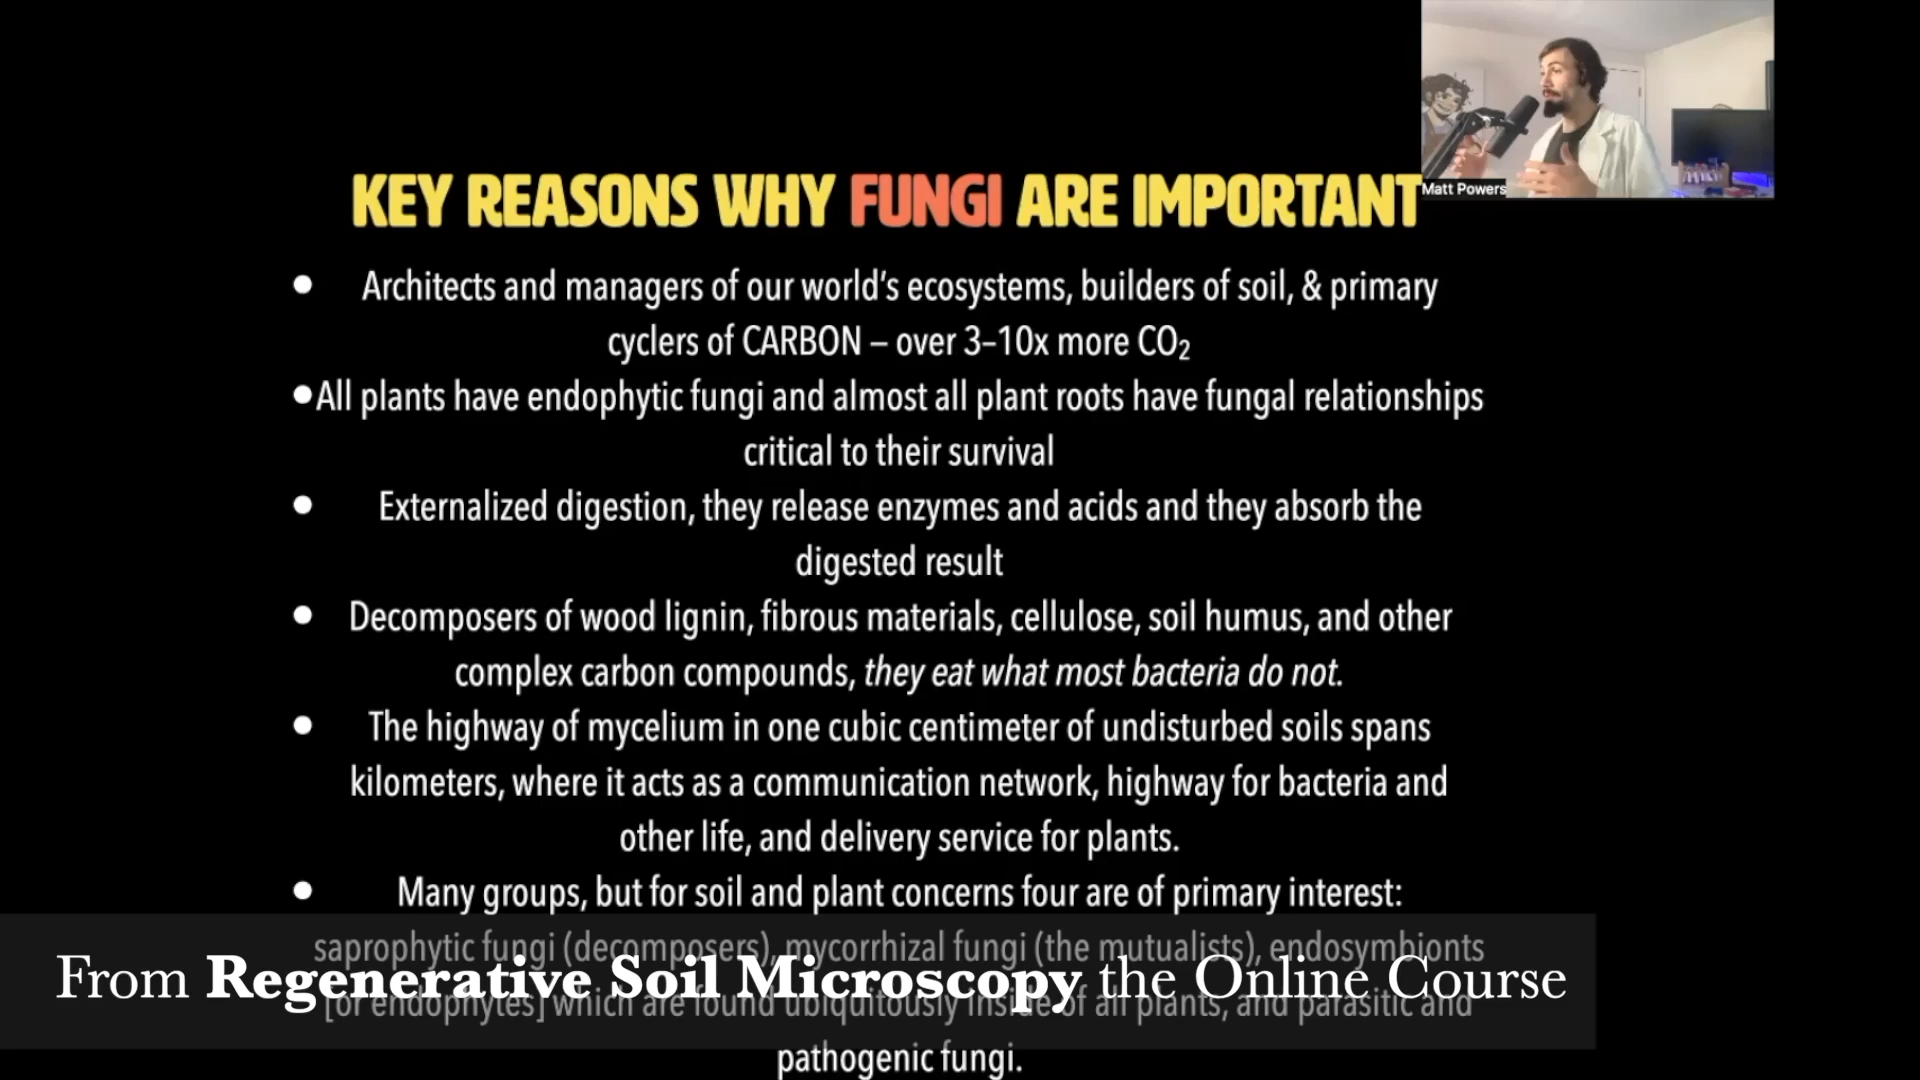 KEY REASONS WHY FUNGI ARE IMPORTANT
Matt Powers
• Architects and managers of our world's ecosystems, builders of soil, & primary
cyclers of CARBON – over 3–10x more CO₂
• All plants have endophytic fungi and almost all plant roots have fungal relationships
critical to their survival
• Externalized digestion, they release enzymes and acids and they absorb the
digested result
• Decomposers of wood lignin, fibrous materials, cellulose, soil humus, and other
complex carbon compounds, they eat what most bacteria do not.
• The highway of mycelium in one cubic centimeter of undisturbed soils spans
kilometers, where it acts as a communication network, highway for bacteria and
other life, and delivery service for plants.
• Many groups, but for soil and plant concerns four are of primary interest:
saprophytic fungi (decomposers), mycorrhizal fungi (the mutualists), endosymbionts
From Regenerative Soil Microscopy the Online Course
[or endophytes] which are found ubiquitously inside of all plants, and parasitic and
pathogenic fungi.